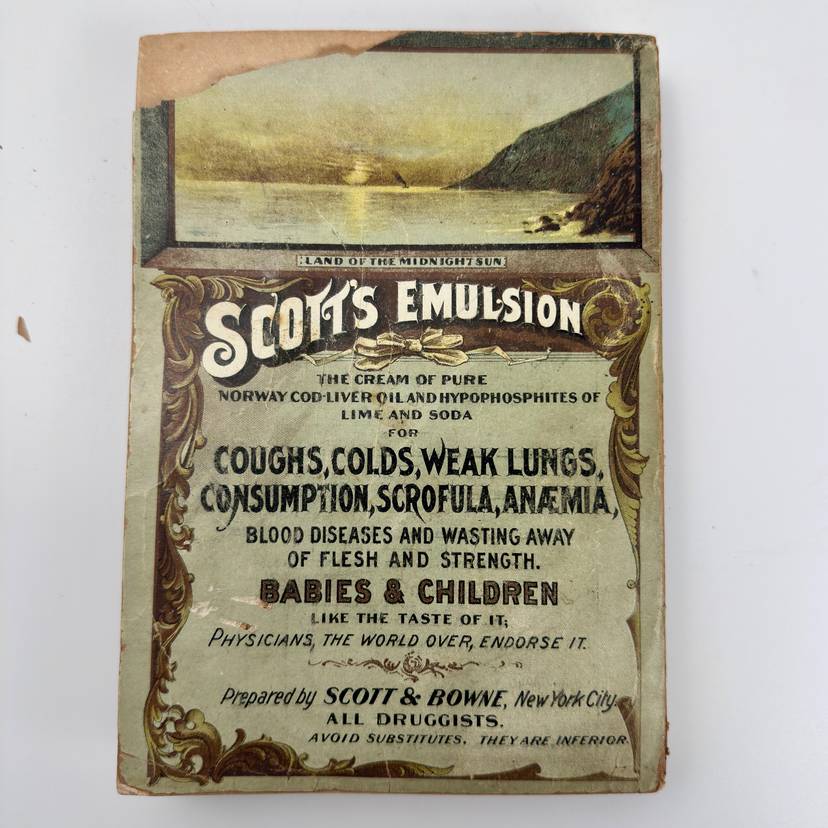 LAND OF THE MIDNIGHT SUN
SCOTT'S EMULSION
THE CREAM OF PURE
NORWAY COD-LIVER OIL AND HYPOPHOSPHITES OF
LIME AND SODA
FOR
COUGHS, COLDS, WEAK LUNGS,
CONSUMPTION, SCROFULA, ANÆMIA,
BLOOD DISEASES AND WASTING AWAY
OF FLESH AND STRENGTH.
BABIES & CHILDREN
LIKE THE TASTE OF IT;
PHYSICIANS, THE WORLD OVER, ENDORSE IT.
Prepared by SCOTT & BOWNE, New York City.
ALL DRUGGISTS.
AVOID SUBSTITUTES. THEY ARE INFERIOR